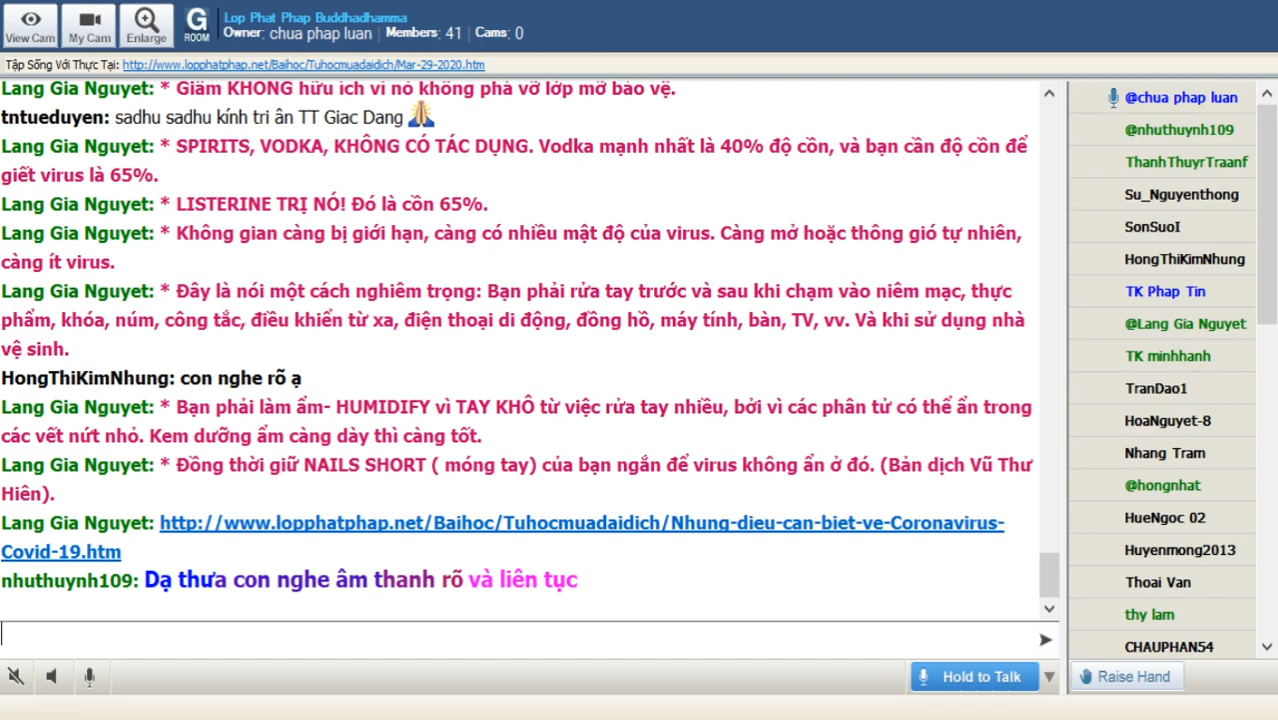 View Cam
My Cam
Enlarge
G
ROOM
Lop Phat Phap Buddhadhamma
Owner: chua phap luan | Members: 41 | Cams: 0
Tập Sống Với Thực Tại: http://www.lopphatphap.net/Baihoc/Tuhocmuadaidich/Mar-29-2020.htm
Lang Gia Nguyet: * Giấm KHÔNG hữu ích vì nó không phá vỡ lớp mỡ bảo vệ.
tntueduyen: sadhu sadhu kính tri ân TT Giac Dang
Lang Gia Nguyet: * SPIRITS, VODKA, KHÔNG CÓ TÁC DỤNG. Vodka mạnh nhất là 40% độ cồn, và bạn cần độ cồn để
giết virus là 65%.
Lang Gia Nguyet: * LISTERINE TRỊ NÓ! Đó là cồn 65%.
Lang Gia Nguyet: * Không gian càng bị giới hạn, càng có nhiều mật độ của virus. Càng mở hoặc thông gió tự nhiên,
càng ít virus.
Lang Gia Nguyet: * Đây là nói một cách nghiêm trọng: Bạn phải rửa tay trước và sau khi chạm vào niêm mạc, thực
phẩm, khóa, núm, công tắc, điều khiển từ xa, điện thoại di động, đồng hồ, máy tính, bàn, TV, vv. Và khi sử dụng nhà
vệ sinh.
HongThiKimNhung: con nghe rõ ạ
Lang Gia Nguyet: * Bạn phải làm ẩm- HUMIDIFY vì TAY KHÔ từ việc rửa tay nhiều, bởi vì các phân tử có thể ẩn trong
các vết nứt nhỏ. Kem dưỡng ẩm càng dày thì càng tốt.
Lang Gia Nguyet: * Đồng thời giữ NAILS SHORT ( móng tay) của bạn ngắn để virus không ẩn ở đó. (Bản dịch Vũ Thư
Hiên).
Lang Gia Nguyet: http://www.lopphatphap.net/Baihoc/Tuhocmuadaidich/Nhung-dieu-can-biet-ve-Coronavirus-
Covid-19.htm
nhuthuynh109: Dạ thưa con nghe âm thanh rõ và liên tục
@chua phap luan
@nhuthuynh109
ThanhThuyrTraanf
Su_Nguyenthong
SonSuoI
HongThiKimNhung
TK Phap Tin
@Lang Gia Nguyet
TK minhhanh
TranDao1
HoaNguyet-8
Nhang Tram
@hongnhat
HueNgoc 02
Huyenmong2013
Thoai Van
thy lam
CHAUPHAN54
Hold to Talk
Raise Hand